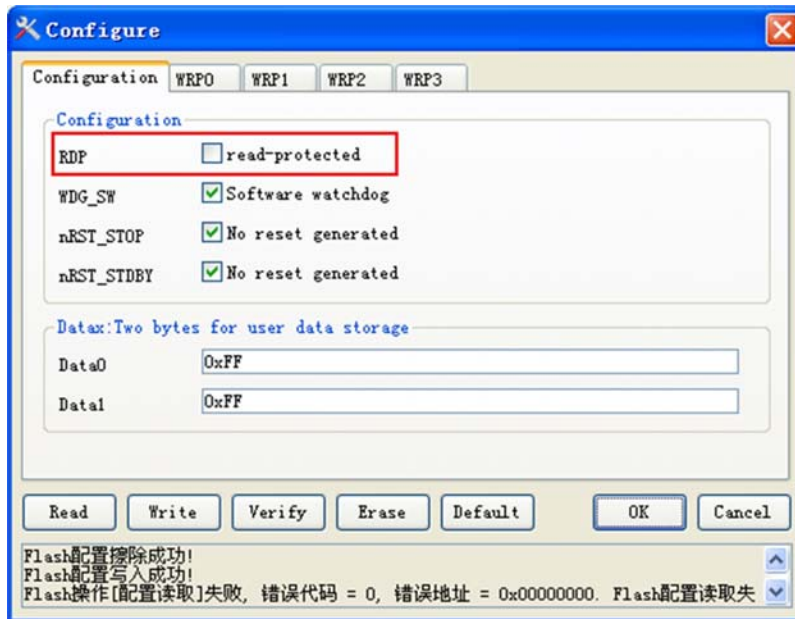 Configure
Configuration WRP0 WRP1 WRP2 WRP3
Configuration
RDP read-protected
WDG_SW Software watchdog
nRST_STOP No reset generated
nRST_STDBY No reset generated
Datax:Two bytes for user data storage
Data0 0xFF
Data1 0xFF
Read Write Verify Erase Default OK Cancel
Flash配置擦除成功!
Flash配置写入成功!
Flash操作[配置读取]失败, 错误代码 = 0, 错误地址 = 0x00000000. Flash配置读取失